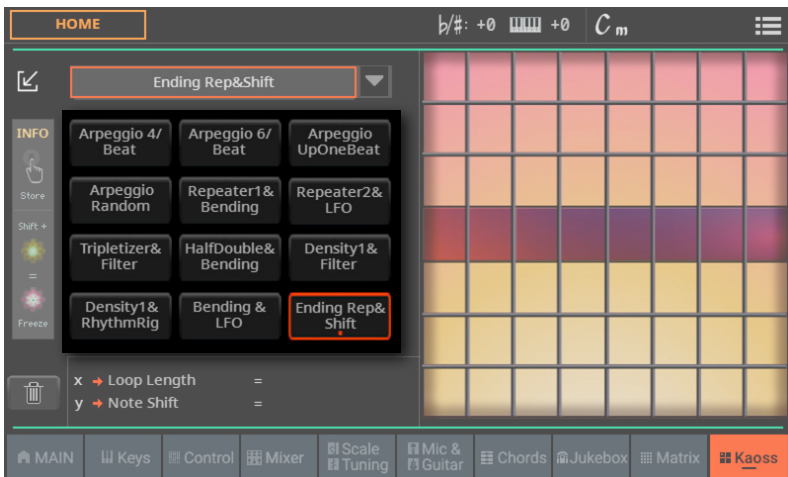 HOME
♭/#: +0 +0 Cm
Ending Rep&Shift
INFO
Store
Shift +
=
Freeze
Arpeggio 4/
Beat
Arpeggio 6/
Beat
Arpeggio
UpOneBeat
Arpeggio
Random
Repeater1&
Bending
Repeater2&
LFO
Tripletizer&
Filter
HalfDouble&
Bending
Density1&
Filter
Density1&
RhythmRig
Bending &
LFO
Ending Rep&
Shift
x → Loop Length =
y → Note Shift =
MAIN
Keys
Control
Mixer
Scale
Tuning
Mic &
Guitar
Chords
Jukebox
Matrix
Kaoss